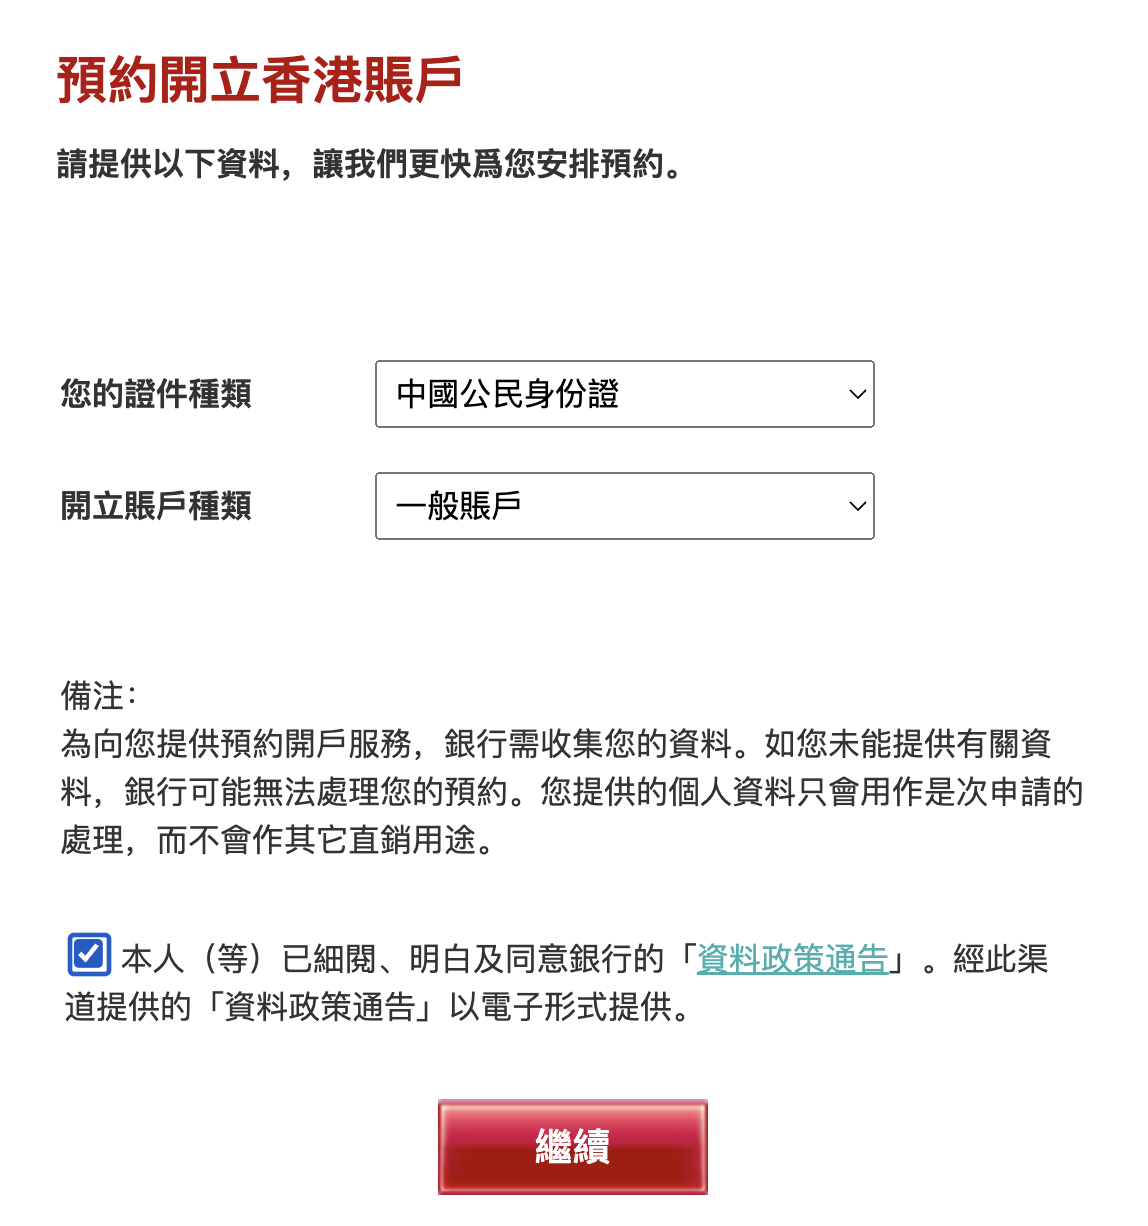 預約開立香港賬戶
請提供以下資料，讓我們更快爲您安排預約。
您的證件種類 中國公民身份證
開立賬戶種類 一般賬戶
備注：
為向您提供預約開戶服務，銀行需收集您的資料。如您未能提供有關資
料，銀行可能無法處理您的預約。您提供的個人資料只會用作是次申請的
處理，而不會作其它直銷用途。
本人（等）已細閱、明白及同意銀行的「資料政策通告」。經此渠
道提供的「資料政策通告」以電子形式提供。
繼續